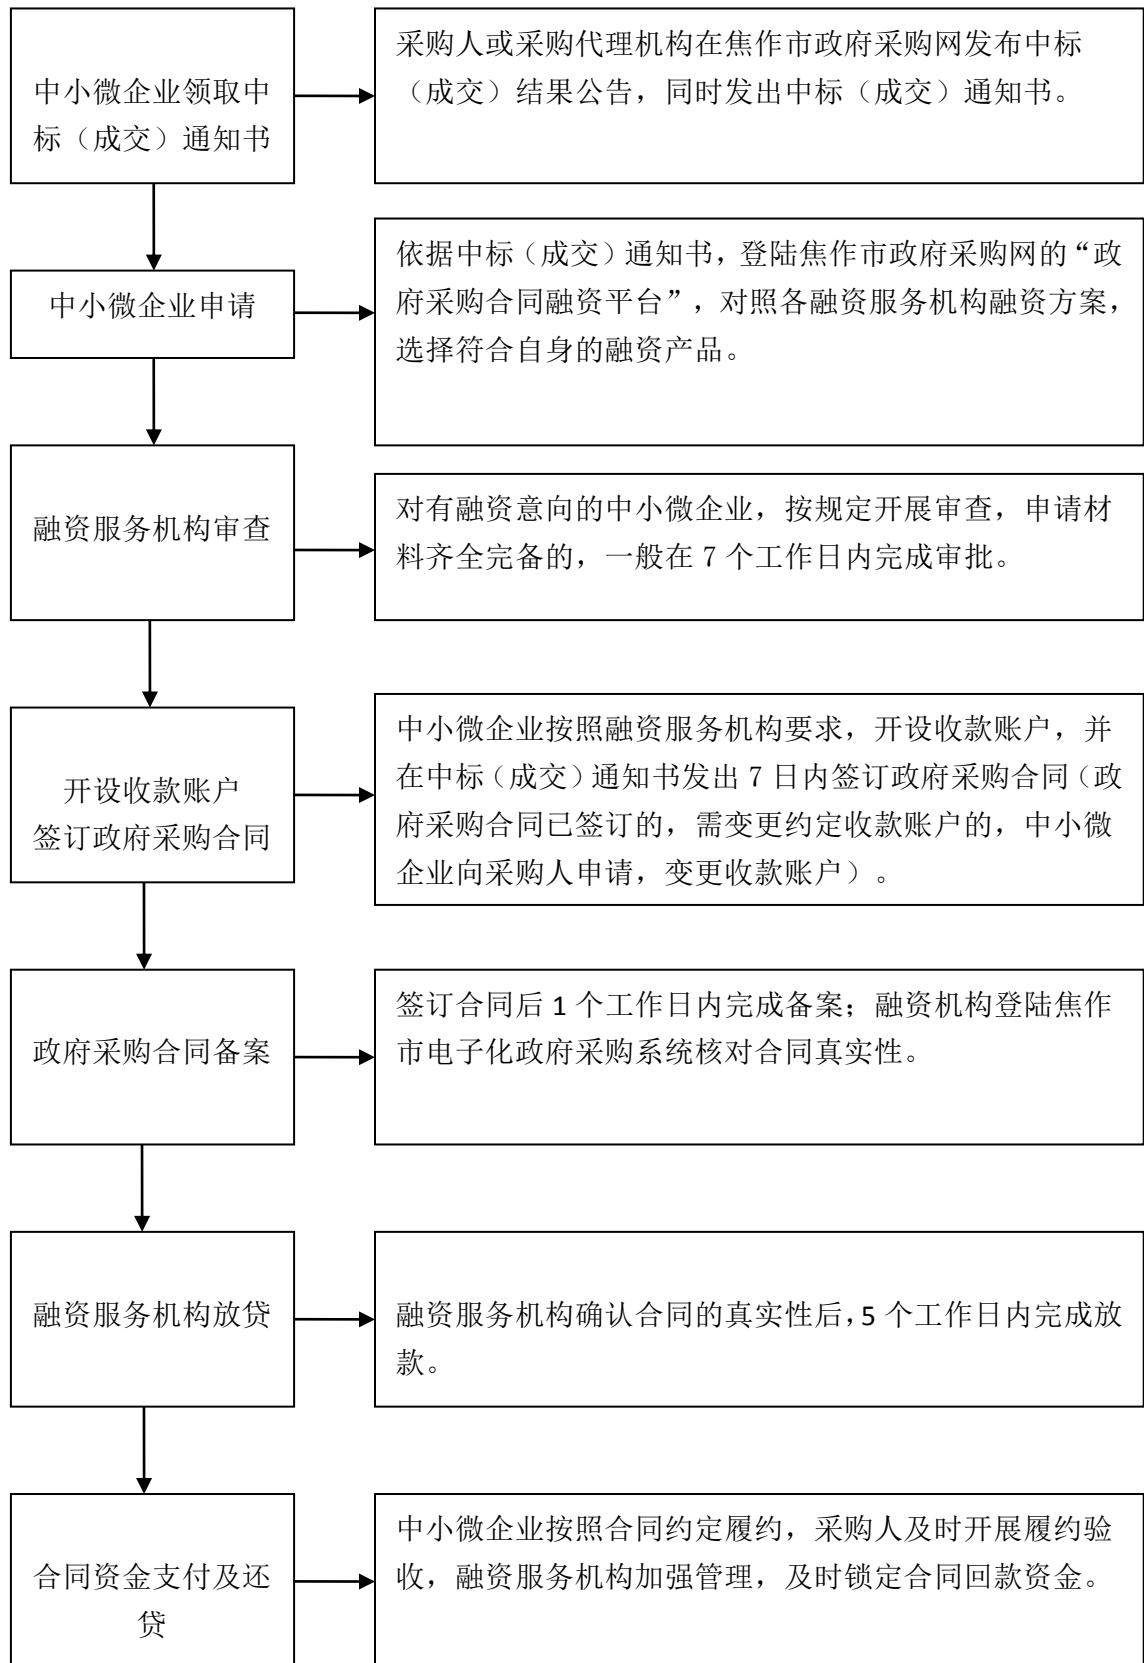 中小微企业领取中
标（成交）通知书
采购人或采购代理机构在焦作市政府采购网发布中标
（成交）结果公告，同时发出中标（成交）通知书。
中小微企业申请
依据中标（成交）通知书，登陆焦作市政府采购网的“政
府采购合同融资平台”，对照各融资服务机构融资方案，
选择符合自身的融资产品。
融资服务机构审查
对有融资意向的中小微企业，按规定开展审查，申请材
料齐全完备的，一般在 7 个工作日内完成审批。
开设收款账户
签订政府采购合同
中小微企业按照融资服务机构要求，开设收款账户，并
在中标（成交）通知书发出 7 日内签订政府采购合同（政
府采购合同已签订的，需变更约定收款账户的，中小微
企业向采购人申请，变更收款账户）。
政府采购合同备案
签订合同后 1 个工作日内完成备案；融资机构登陆焦作
市电子化政府采购系统核对合同真实性。
融资服务机构放贷
融资服务机构确认合同的真实性后，5 个工作日内完成放
款。
合同资金支付及还
贷
中小微企业按照合同约定履约，采购人及时开展履约验
收，融资服务机构加强管理，及时锁定合同回款资金。